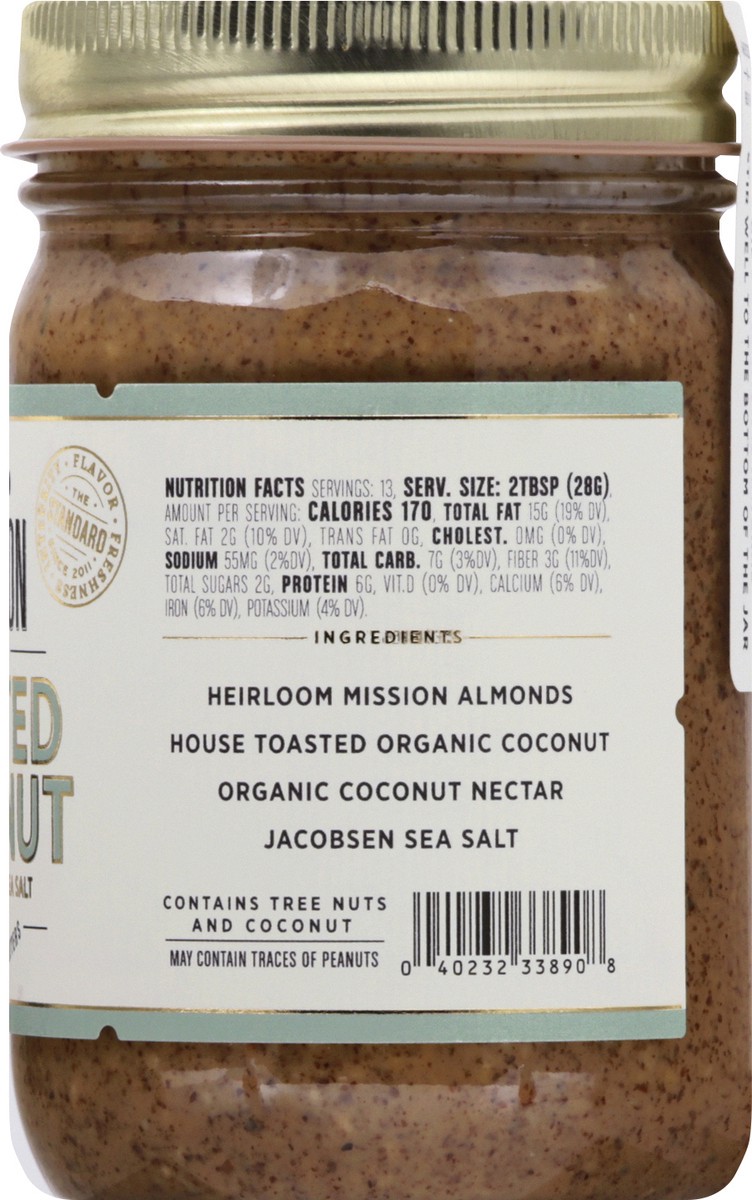 NUTRITION FACTS SERVINGS: 13, SERV. SIZE: 2TBSP (28G),
AMOUNT PER SERVING: CALORIES 170, TOTAL FAT 15G (19% DV),
SAT. FAT 2G (10% DV), TRANS FAT 0G, CHOLEST. 0MG (0% DV),
SODIUM 55MG (2%DV), TOTAL CARB. 7G (3%DV), FIBER 3G (11%DV),
TOTAL SUGARS 2G, PROTEIN 6G, VIT.D (0% DV), CALCIUM (6% DV),
IRON (6% DV), POTASSIUM (4% DV).
INGREDIENTS
HEIRLOOM MISSION ALMONDS
HOUSE TOASTED ORGANIC COCONUT
ORGANIC COCONUT NECTAR
JACOBSEN SEA SALT
CONTAINS TREE NUTS
AND COCONUT
MAY CONTAIN TRACES OF PEANUTS
0 40232 33890 8
FLAVOR · FRESHNESS ·
· THE ·
STANDARD
SINCE 2011
ON
ED
NUT
SALT
WELL TO THE BOTTOM OF THE JAR